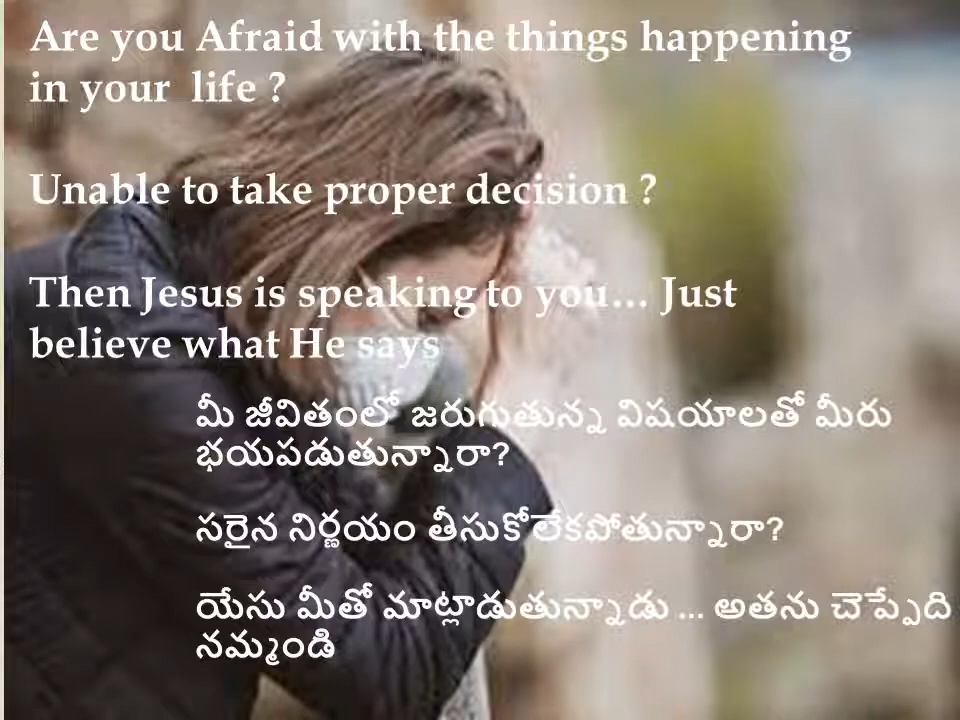 Are you Afraid with the things happening
in your life ?
Unable to take proper decision ?
Then Jesus is speaking to you... Just
believe what He says
మీ జీవితంలో జరుగుతున్న విషయాలతో మీరు
భయపడుతున్నారా?
సరైన నిర్ణయం తీసుకోలేకపోతున్నారా?
యేసు మీతో మాట్లాడుతున్నాడు ... అతను చెప్పేది
నమ్మండి